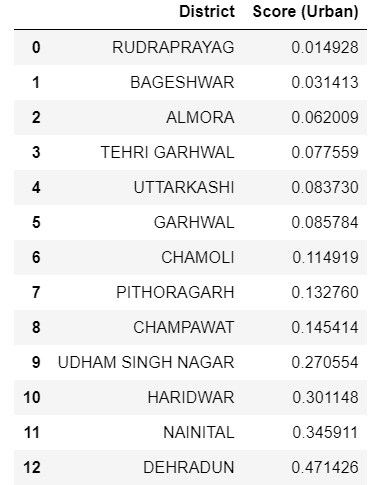 District Score (Urban)
0 RUDRAPRAYAG 0.014928
1 BAGESHWAR 0.031413
2 ALMORA 0.062009
3 TEHRI GARHWAL 0.077559
4 UTTARKASHI 0.083730
5 GARHWAL 0.085784
6 CHAMOLI 0.114919
7 PITHORAGARH 0.132760
8 CHAMPAWAT 0.145414
9 UDHAM SINGH NAGAR 0.270554
10 HARIDWAR 0.301148
11 NAINITAL 0.345911
12 DEHRADUN 0.471426